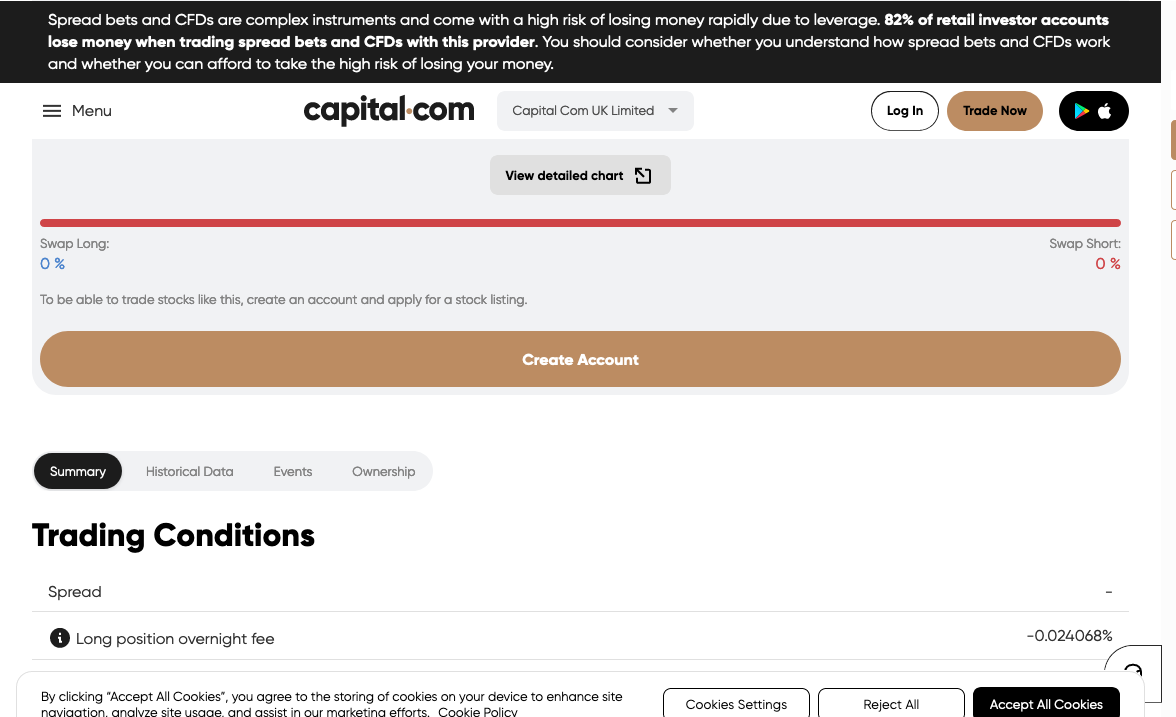 Spread bets and CFDs are complex instruments and come with a high risk of losing money rapidly due to leverage. 82% of retail investor accounts
lose money when trading spread bets and CFDs with this provider. You should consider whether you understand how spread bets and CFDs work
and whether you can afford to take the high risk of losing your money.
Menu
capital.com
Capital Com UK Limited
Log In
Trade Now
View detailed chart
Swap Long:
Swap Short:
0 %
0 %
To be able to trade stocks like this, create an account and apply for a stock listing.
Create Account
Summary
Historical Data
Events
Ownership
Trading Conditions
Spread
-
Long position overnight fee
-0.024068%
By clicking “Accept All Cookies”, you agree to the storing of cookies on your device to enhance site
navigation, analyze site usage, and assist in our marketing efforts. Cookie Policy
Cookies Settings
Reject All
Accept All Cookies